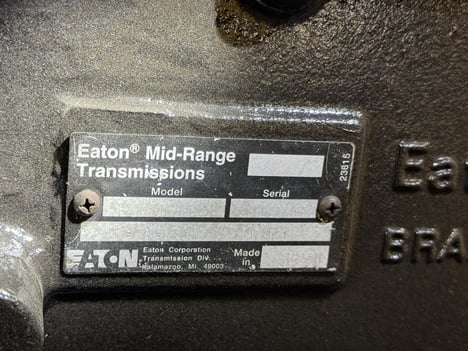 Eaton® Mid-Range
Transmissions
23615
Model
Serial
EATON
Eaton Corporation
Transmission Div.
Kalamazoo, Mi. 49003
Made
in
Ea
BRA